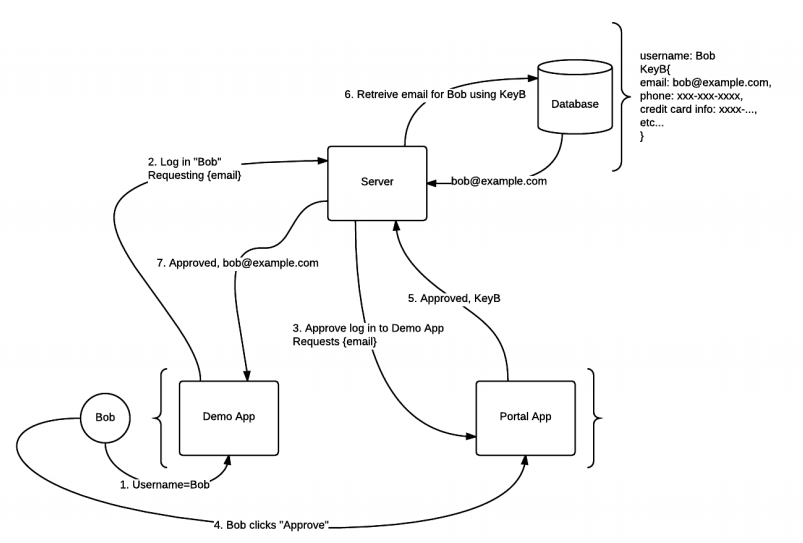 username: Bob
KeyB{
email: bob@example.com,
phone: xxx-xxx-xxxx,
credit card info: xxxx-...,
etc...
}
6. Retreive email for Bob using KeyB
Database
2. Log in "Bob"
Requesting {email}
Server
bob@example.com
7. Approved, bob@example.com
5. Approved, KeyB
3. Approve log in to Demo App
Requests {email}
Bob
Demo App
Portal App
1. Username=Bob
4. Bob clicks "Approve"